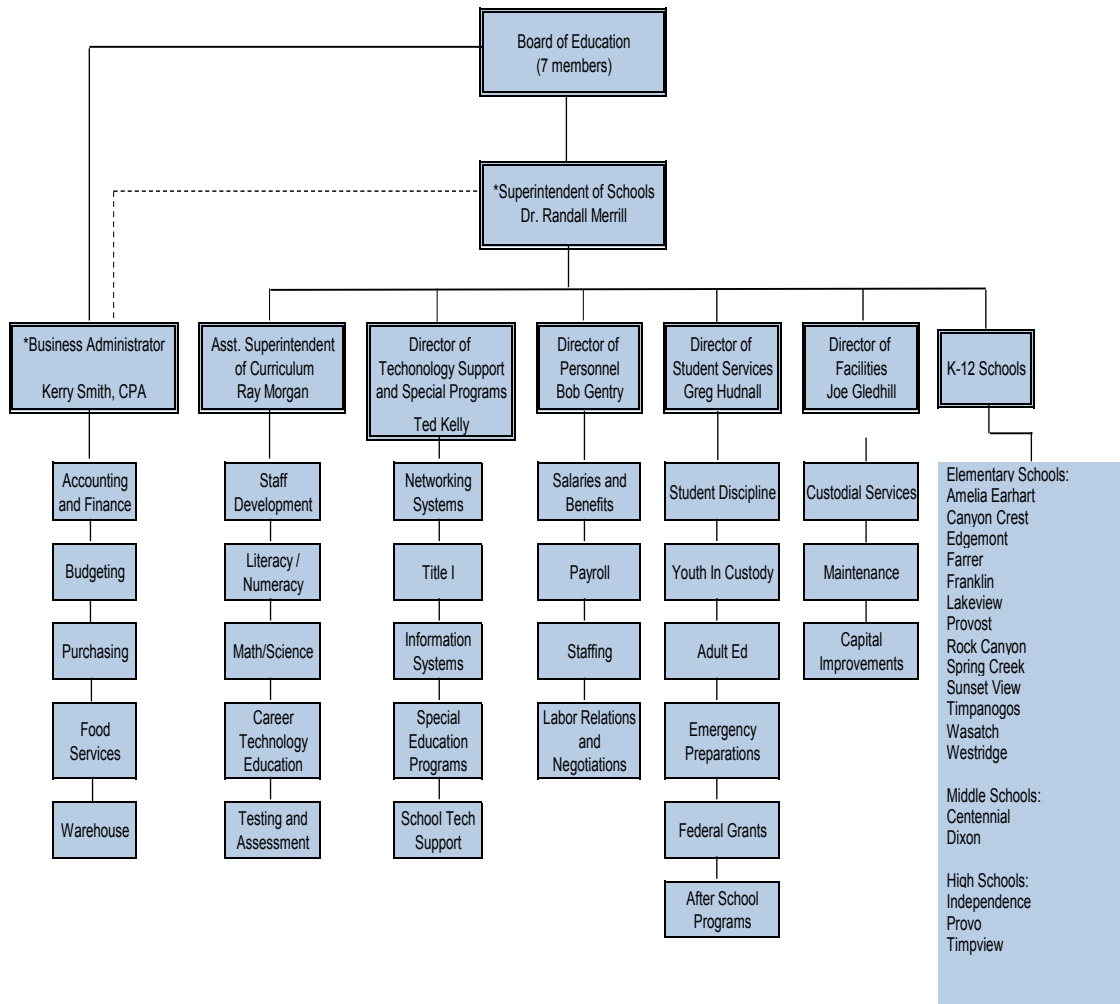 Board of Education
(7 members)
*Superintendent of Schools
Dr. Randall Merrill
*Business Administrator
Kerry Smith, CPA
Asst. Superintendent
of Curriculum
Ray Morgan
Director of
Techonology Support
and Special Programs
Ted Kelly
Director of
Personnel
Bob Gentry
Director of
Student Services
Greg Hudnall
Director of
Facilities
Joe Gledhill
K-12 Schools
Accounting
and Finance
Budgeting
Purchasing
Food
Services
Warehouse
Staff
Development
Literacy /
Numeracy
Math/Science
Career
Technology
Education
Testing and
Assessment
Networking
Systems
Title I
Information
Systems
Special
Education
Programs
School Tech
Support
Salaries and
Benefits
Payroll
Staffing
Labor Relations
and
Negotiations
Student Discipline
Youth In Custody
Adult Ed
Emergency
Preparations
Federal Grants
After School
Programs
Custodial Services
Maintenance
Capital
Improvements
Elementary Schools:
Amelia Earhart
Canyon Crest
Edgemont
Farrer
Franklin
Lakeview
Provost
Rock Canyon
Spring Creek
Sunset View
Timpanogos
Wasatch
Westridge
Middle Schools:
Centennial
Dixon
High Schools:
Independence
Provo
Timpview